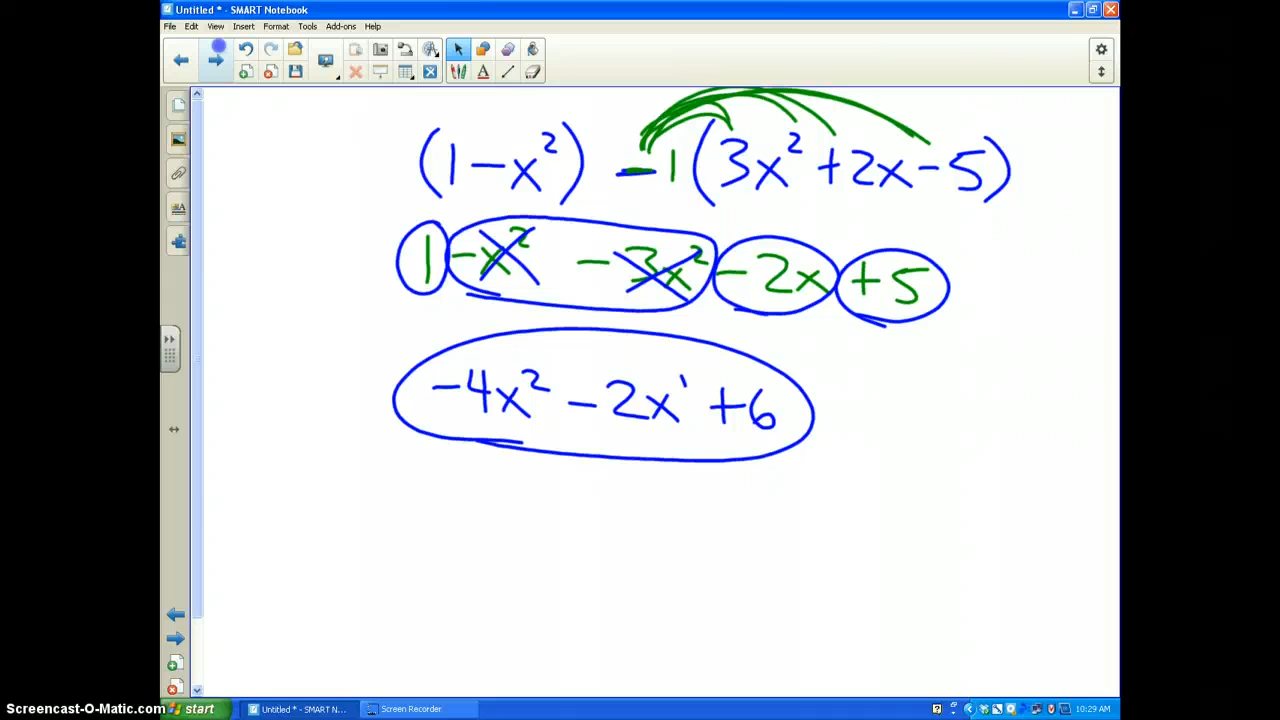 Untitled * - SMART Notebook
File Edit View Insert Format Tools Add-ons Help
(1 - x²) - 1(3x² + 2x - 5)
1 - x² - 3x² - 2x + 5
-4x² - 2x¹ + 6
Screencast-O-Matic.com
start
Untitled * - SMART N...
Screen Recorder
10:29 AM